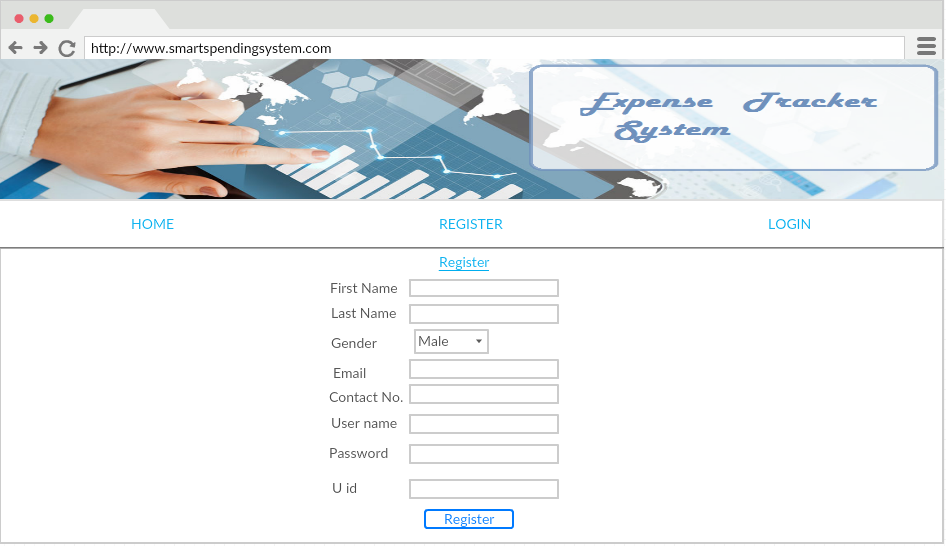 http://www.smartspendingsystem.com
Expense Tracker
System
HOME REGISTER LOGIN
Register
First Name
Last Name
Gender Male
Email
Contact No.
User name
Password
U id
Register